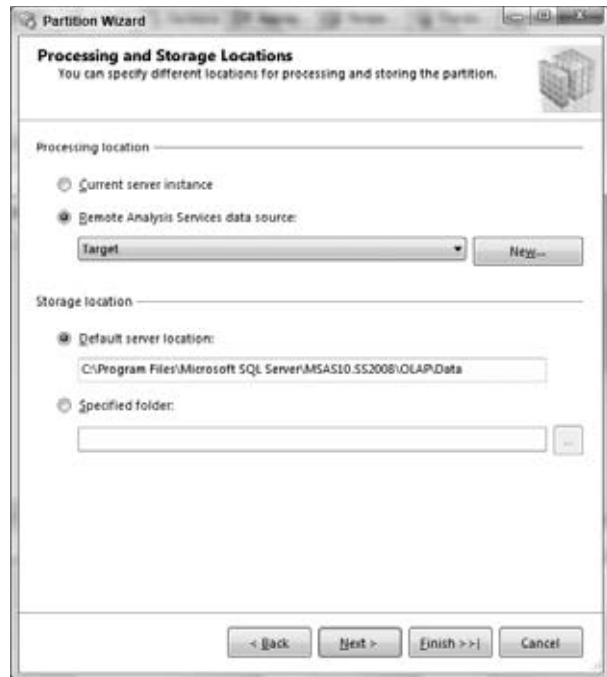 Partition Wizard
Processing and Storage Locations
You can specify different locations for processing and storing the partition.
Processing location
Current server instance
Remote Analysis Services data source:
Target
New...
Storage location
Default server location:
C:\Program Files\Microsoft SQL Server\MSAS10.SS2008\OLAP\Data
Specified folder:
...
< Back
Next >
Finish >>|
Cancel